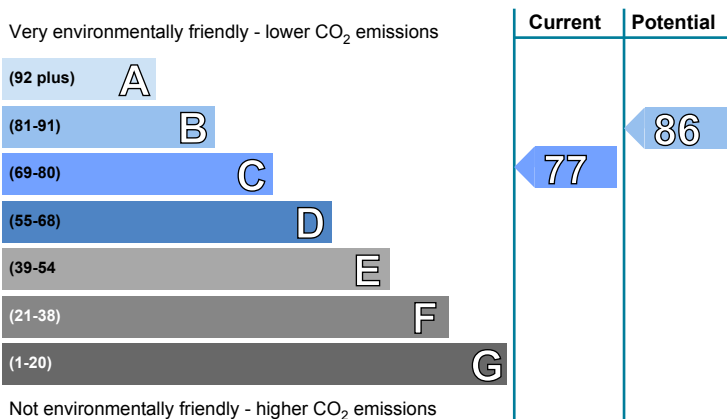 Very environmentally friendly - lower CO2 emissions
Current
Potential
(92 plus) A
(81-91) B
86
(69-80) C
77
(55-68) D
(39-54 E
(21-38) F
(1-20) G
Not environmentally friendly - higher CO2 emissions